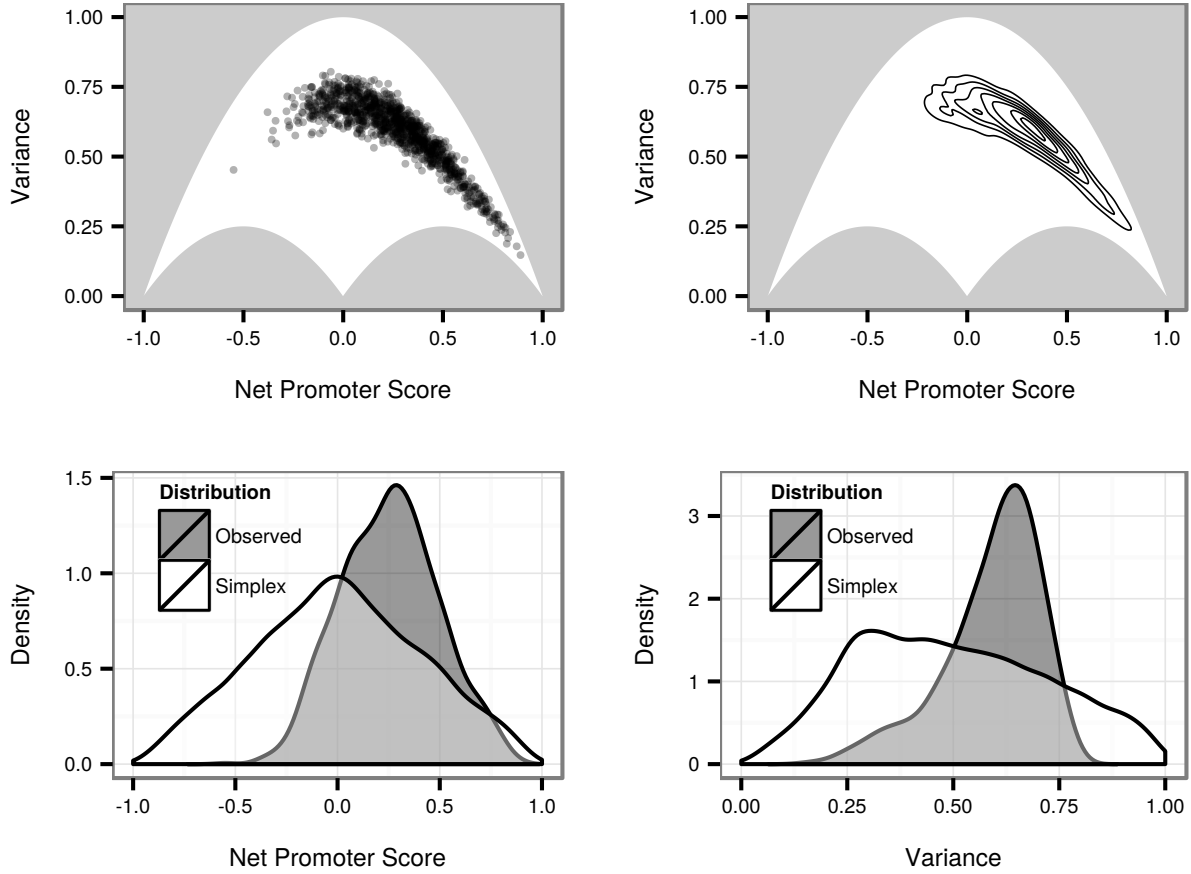 1.00
0.75
0.50
0.25
0.00
Variance
-1.0 -0.5 0.0 0.5 1.0
Net Promoter Score
1.00
0.75
0.50
0.25
0.00
Variance
-1.0 -0.5 0.0 0.5 1.0
Net Promoter Score
1.5
1.0
0.5
0.0
Density
Distribution
Observed
Simplex
-1.0 -0.5 0.0 0.5 1.0
Net Promoter Score
3
2
1
0
Density
Distribution
Observed
Simplex
0.00 0.25 0.50 0.75 1.00
Variance